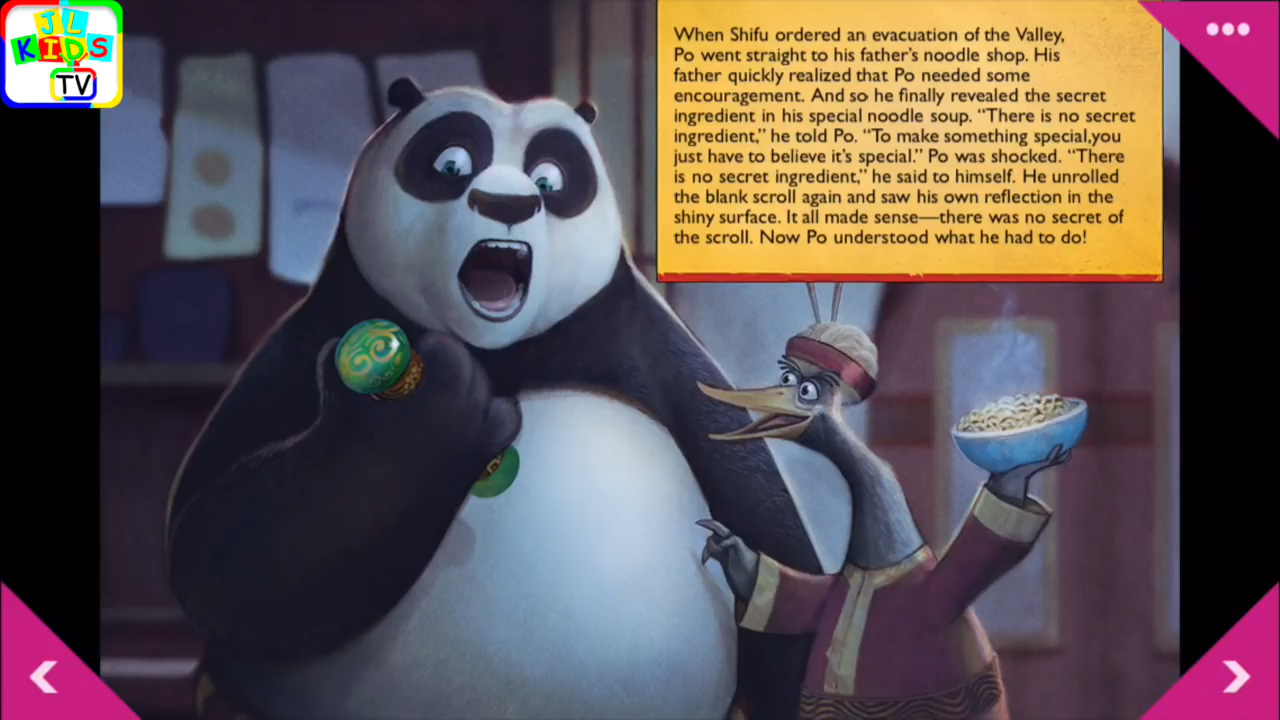 JL
KIDS
TV
When Shifu ordered an evacuation of the Valley,
Po went straight to his father's noodle shop. His
father quickly realized that Po needed some
encouragement. And so he finally revealed the secret
ingredient in his special noodle soup. “There is no secret
ingredient,” he told Po. “To make something special,you
just have to believe it's special.” Po was shocked. “There
is no secret ingredient,” he said to himself. He unrolled
the blank scroll again and saw his own reflection in the
shiny surface. It all made sense—there was no secret of
the scroll. Now Po understood what he had to do!